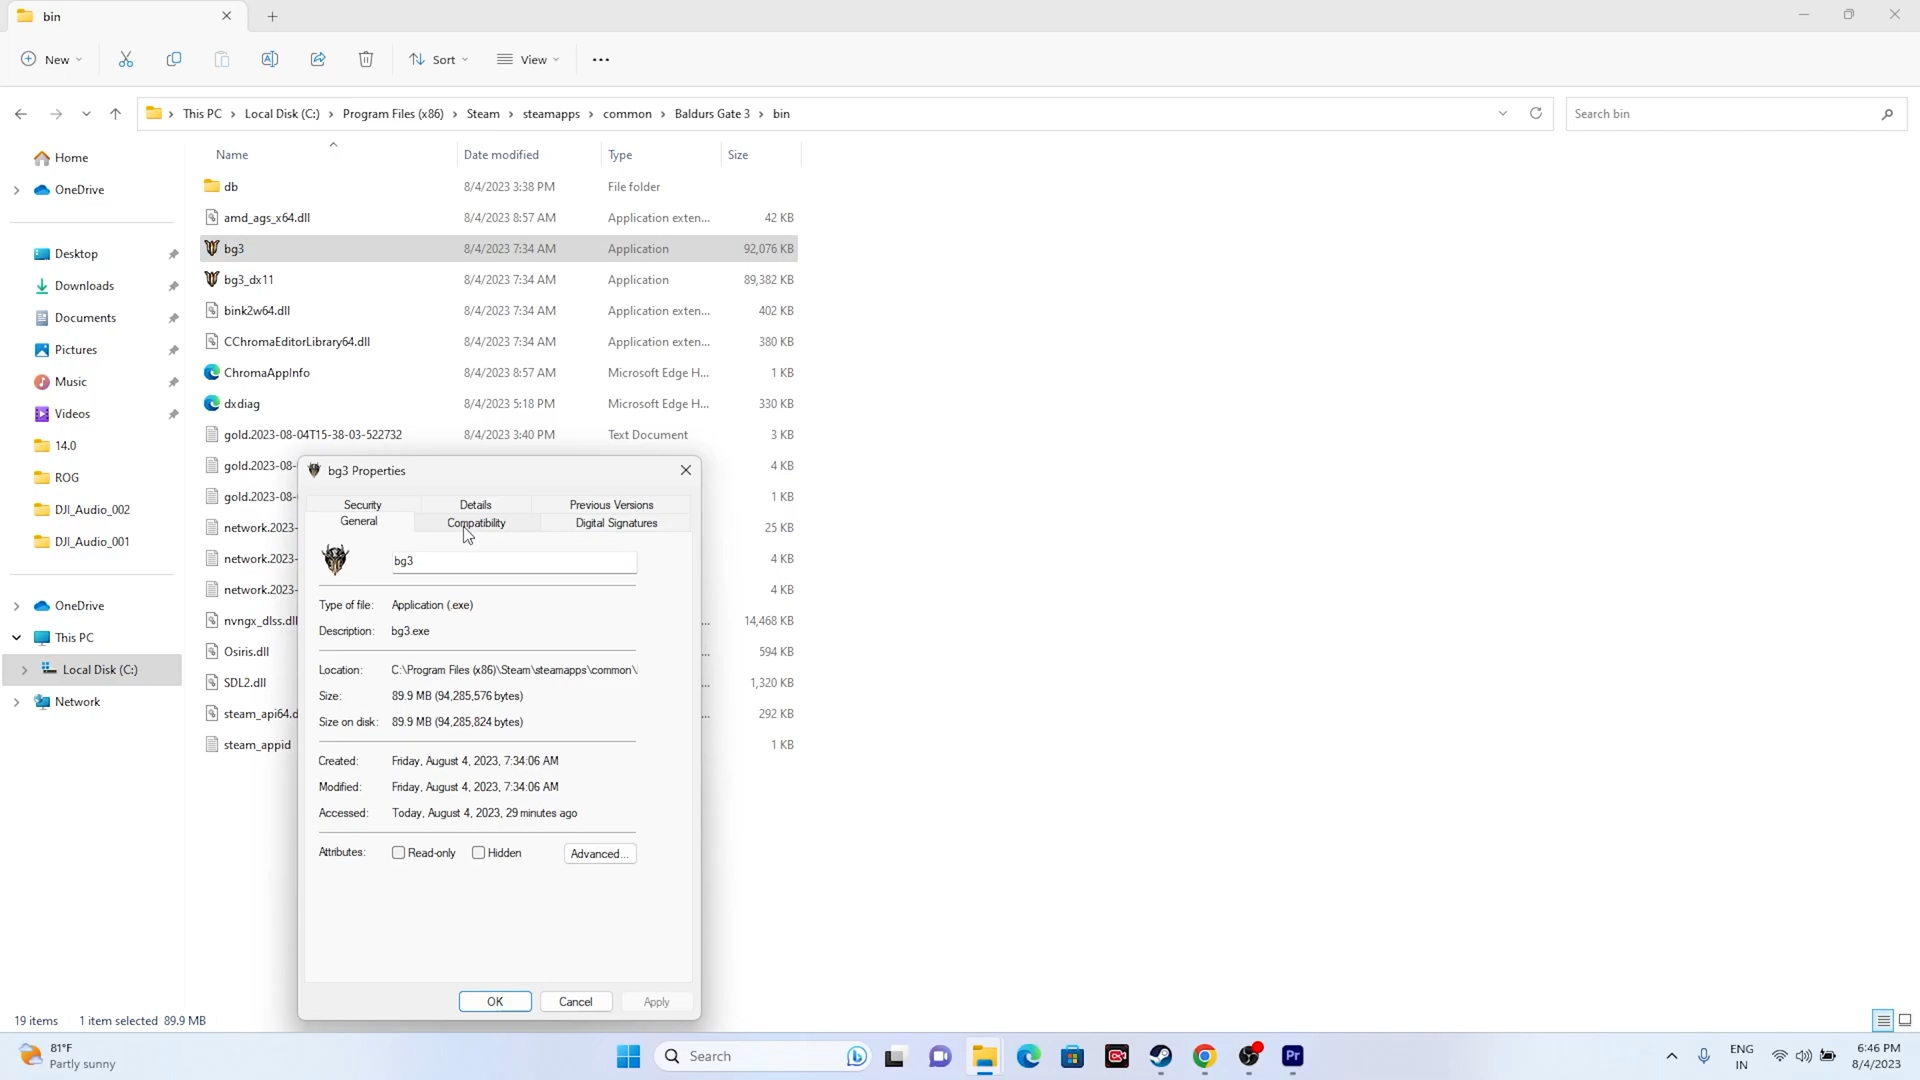 bin
New
Sort
View
This PC > Local Disk (C:) > Program Files (x86) > Steam > steamapps > common > Baldurs Gate 3 > bin
Search bin
Home
OneDrive
Desktop
Downloads
Documents
Pictures
Music
Videos
14.0
ROG
DJI_Audio_002
DJI_Audio_001
OneDrive
This PC
Local Disk (C:)
Network
Name Date modified Type Size
db 8/4/2023 3:38 PM File folder
amd_ags_x64.dll 8/4/2023 8:57 AM Application exten... 42 KB
bg3 8/4/2023 7:34 AM Application 92,076 KB
bg3_dx11 8/4/2023 7:34 AM Application 89,382 KB
bink2w64.dll 8/4/2023 7:34 AM Application exten... 402 KB
CChromaEditorLibrary64.dll 8/4/2023 7:34 AM Application exten... 380 KB
ChromaAppInfo 8/4/2023 8:57 AM Microsoft Edge H... 1 KB
dxdiag 8/4/2023 5:18 PM Microsoft Edge H... 330 KB
gold.2023-08-04T15-38-03-522732 8/4/2023 3:40 PM Text Document 3 KB
gold.2023-08- 4 KB
gold.2023-08- 1 KB
network.2023- 25 KB
network.2023- 4 KB
network.2023- 4 KB
nvngx_dlss.dll ... 14,468 KB
Osiris.dll ... 594 KB
SDL2.dll ... 1,320 KB
steam_api64.d ... 292 KB
steam_appid 1 KB
bg3 Properties
Security Details Previous Versions
General Compatibility Digital Signatures
bg3
Type of file: Application (.exe)
Description: bg3.exe
Location: C:\Program Files (x86)\Steam\steamapps\common\
Size: 89.9 MB (94,285,576 bytes)
Size on disk: 89.9 MB (94,285,824 bytes)
Created: Friday, August 4, 2023, 7:34:06 AM
Modified: Friday, August 4, 2023, 7:34:06 AM
Accessed: Today, August 4, 2023, 29 minutes ago
Attributes: Read-only Hidden Advanced...
OK Cancel Apply
19 items 1 item selected 89.9 MB
81°F
Partly sunny
Search
Pr
ENG
IN
6:46 PM
8/4/2023